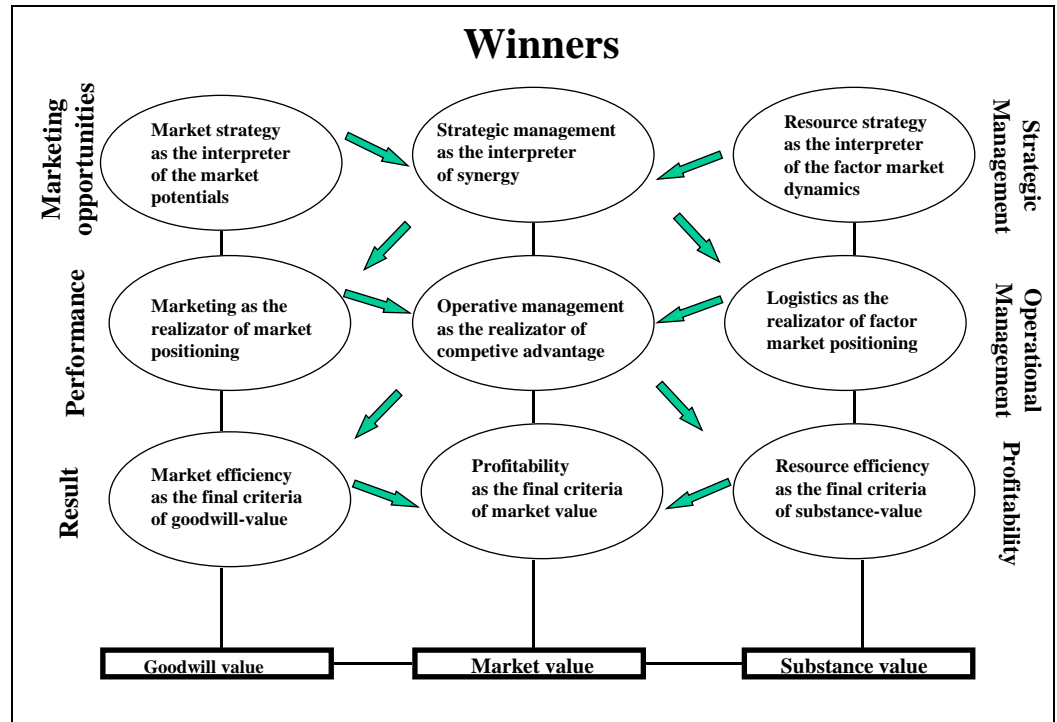 Winners
Marketing
opportunities
Market strategy
as the interpreter
of the market
potentials
Strategic management
as the interpreter
of synergy
Resource strategy
as the interpreter
of the factor market
dynamics
Strategic
Management
Performance
Marketing as the
realizator of market
positioning
Operative management
as the realizator of
competive advantage
Logistics as the
realizator of factor
market positioning
Operational
Management
Result
Market efficiency
as the final criteria
of goodwill-value
Profitability
as the final criteria
of market value
Resource efficiency
as the final criteria
of substance-value
Profitability
Goodwill value
Market value
Substance value